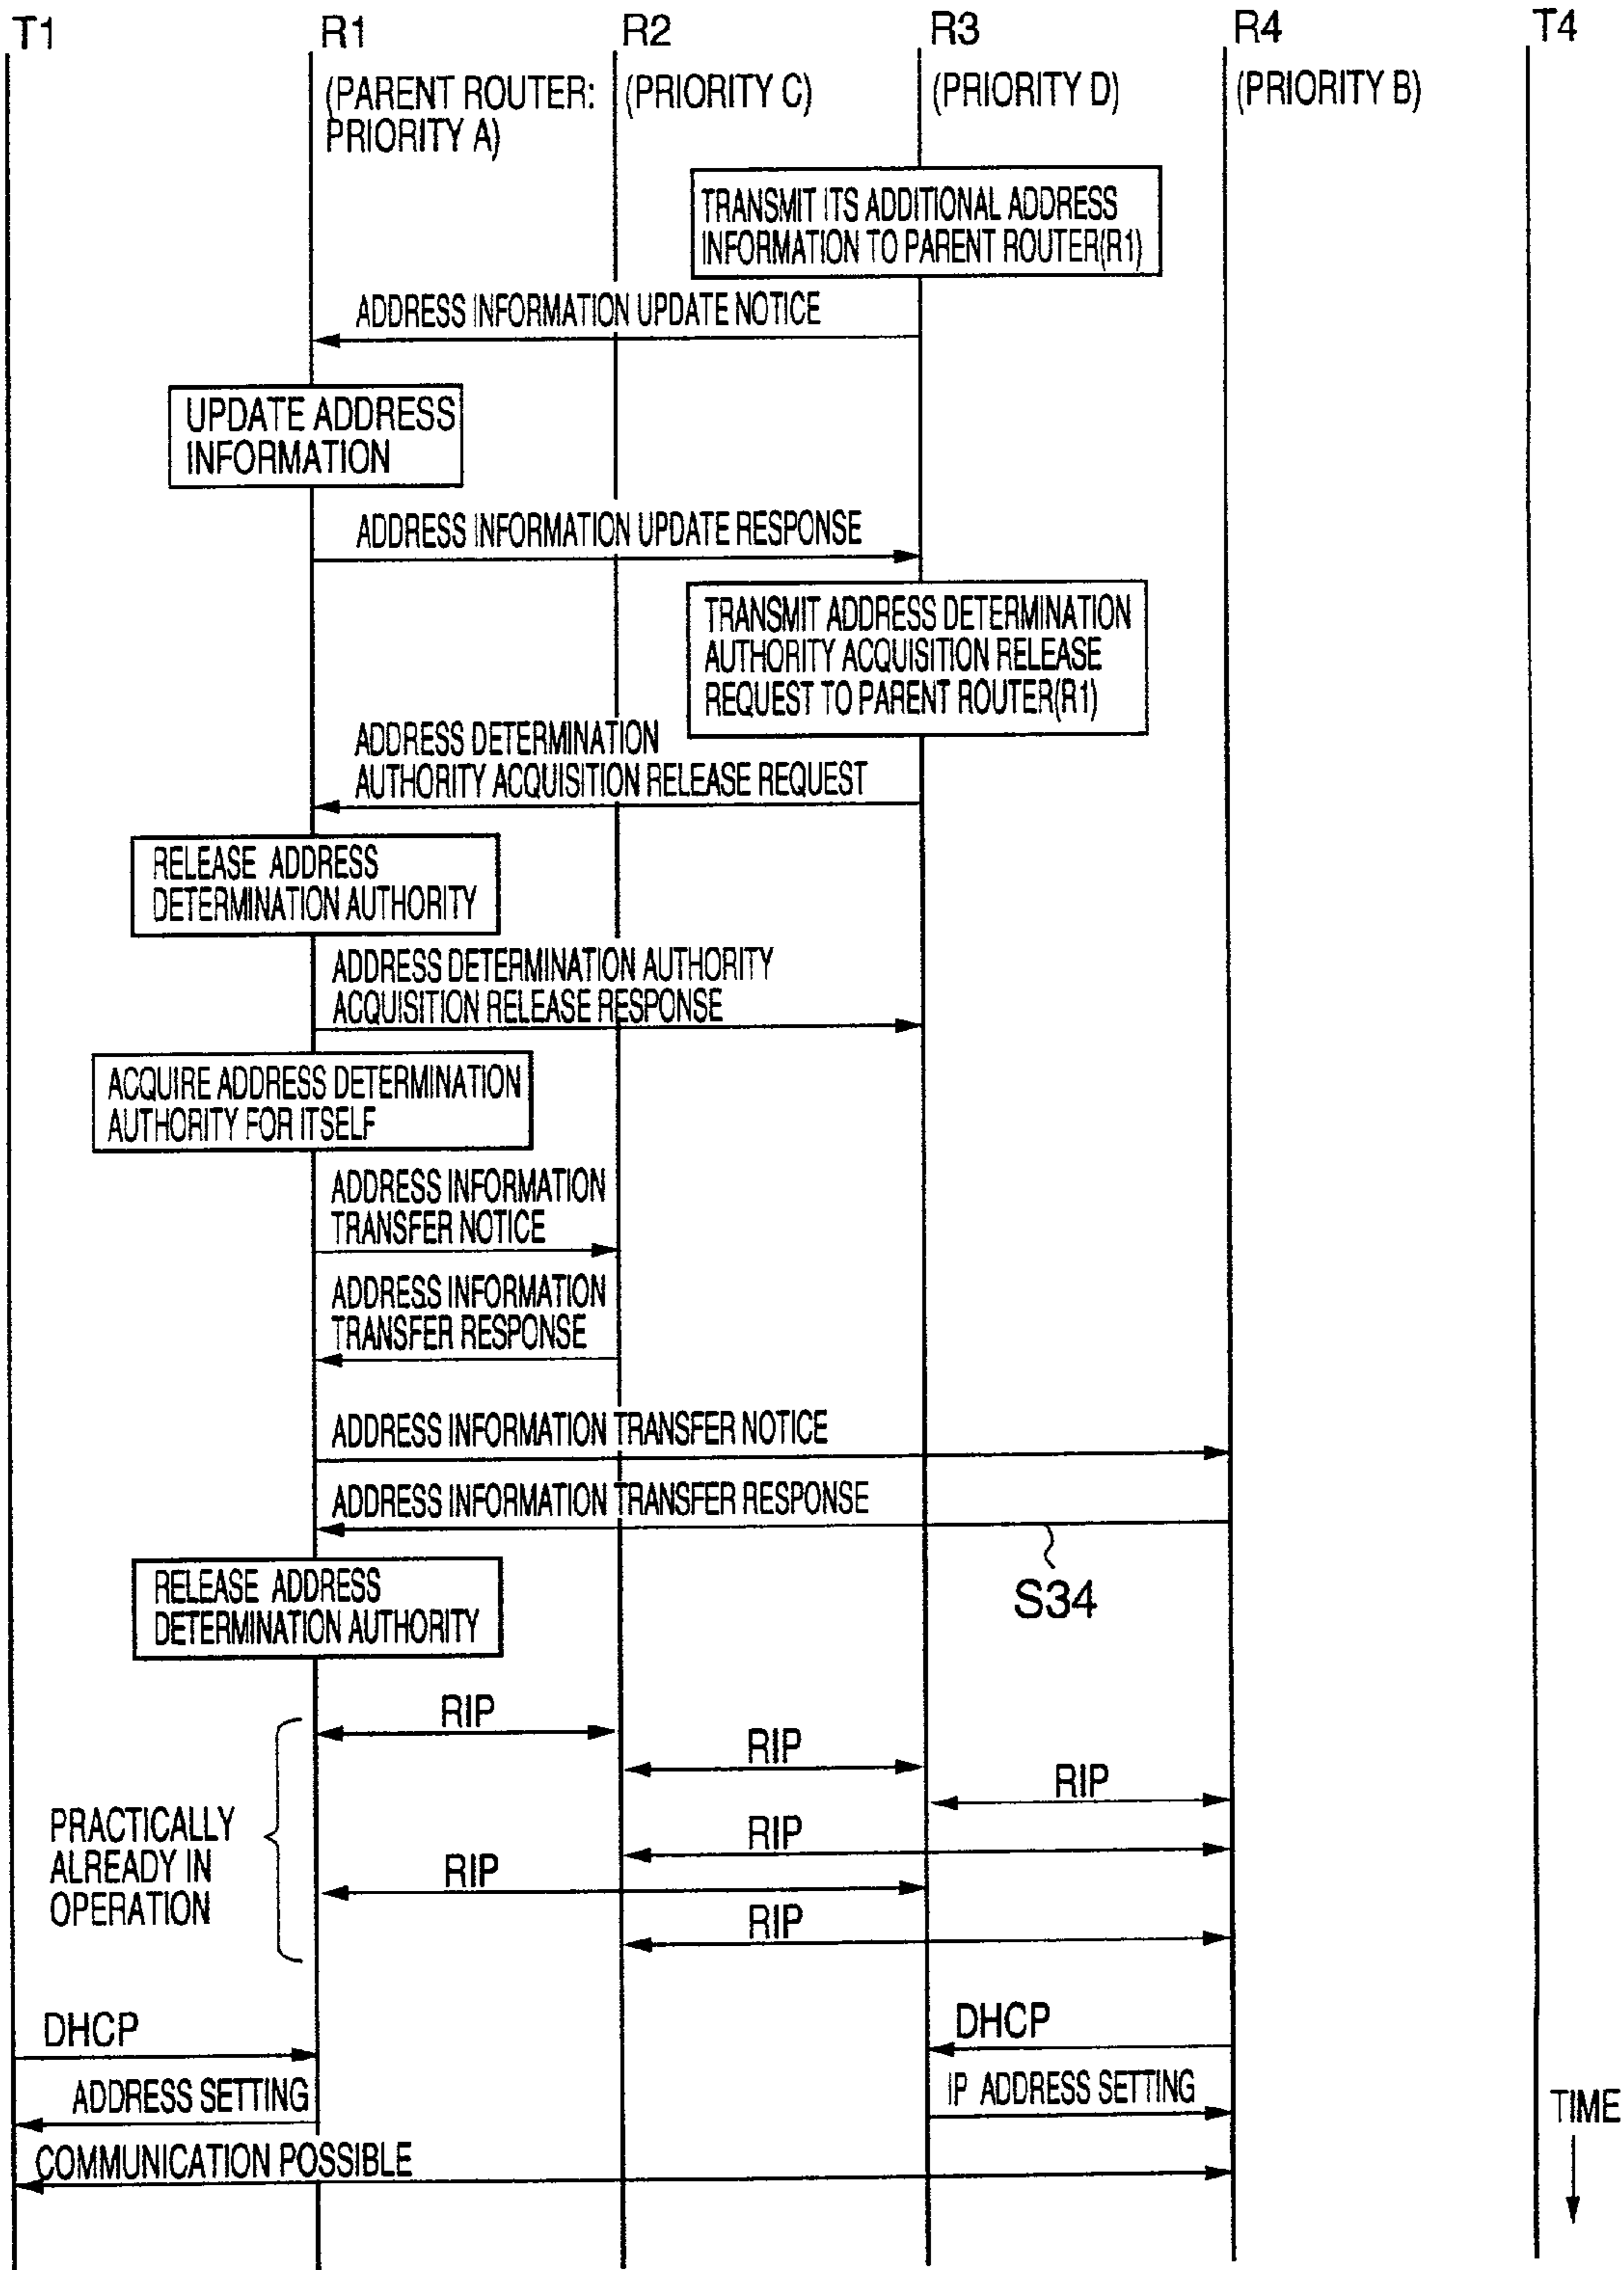 T1
R1
R2
R3
R4
T4
(PARENT ROUTER:
PRIORITY A)
(PRIORITY C)
(PRIORITY D)
(PRIORITY B)
TRANSMIT ITS ADDITIONAL ADDRESS
INFORMATION TO PARENT ROUTER(R1)
ADDRESS INFORMATION UPDATE NOTICE
UPDATE ADDRESS
INFORMATION
ADDRESS INFORMATION UPDATE RESPONSE
TRANSMIT ADDRESS DETERMINATION
AUTHORITY ACQUISITION RELEASE
REQUEST TO PARENT ROUTER(R1)
ADDRESS DETERMINATION
AUTHORITY ACQUISITION RELEASE REQUEST
RELEASE ADDRESS
DETERMINATION AUTHORITY
ADDRESS DETERMINATION AUTHORITY
ACQUISITION RELEASE RESPONSE
ACQUIRE ADDRESS DETERMINATION
AUTHORITY FOR ITSELF
ADDRESS INFORMATION
TRANSFER NOTICE
ADDRESS INFORMATION
TRANSFER RESPONSE
ADDRESS INFORMATION TRANSFER NOTICE
ADDRESS INFORMATION TRANSFER RESPONSE
S34
RELEASE ADDRESS
DETERMINATION AUTHORITY
RIP
RIP
RIP
RIP
RIP
RIP
PRACTICALLY
ALREADY IN
OPERATION
DHCP
DHCP
ADDRESS SETTING
IP ADDRESS SETTING
TIME
COMMUNICATION POSSIBLE